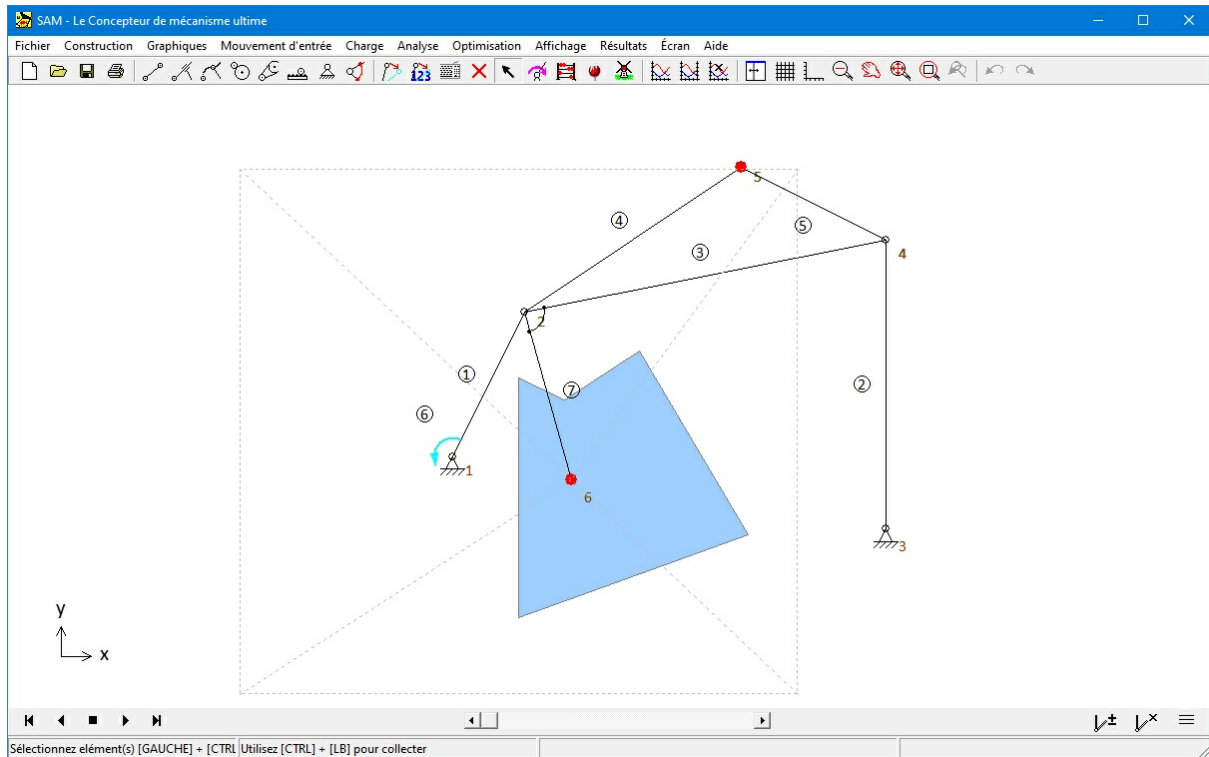 SAM - Le Concepteur de mécanisme ultime
Fichier Construction Graphiques Mouvement d'entrée Charge Analyse Optimisation Affichage Résultats Écran Aide
123
5
④
⑤
③
4
2
①
⑦
②
⑥
1
6
3
y
x
Sélectionnez elément(s) [GAUCHE] + [CTRL Utilisez [CTRL] + [LB] pour collecter